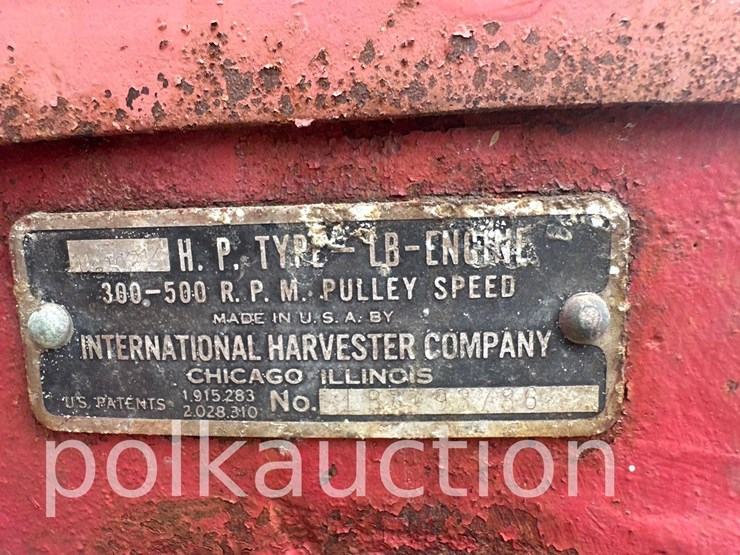 H. P. TYPE-LB-ENGINE
300-500 R. P. M. PULLEY SPEED
MADE IN U.S.A. BY
INTERNATIONAL HARVESTER COMPANY
CHICAGO ILLINOIS
U.S. PATENTS 1.915.283
2.028.310 No.
polkauction